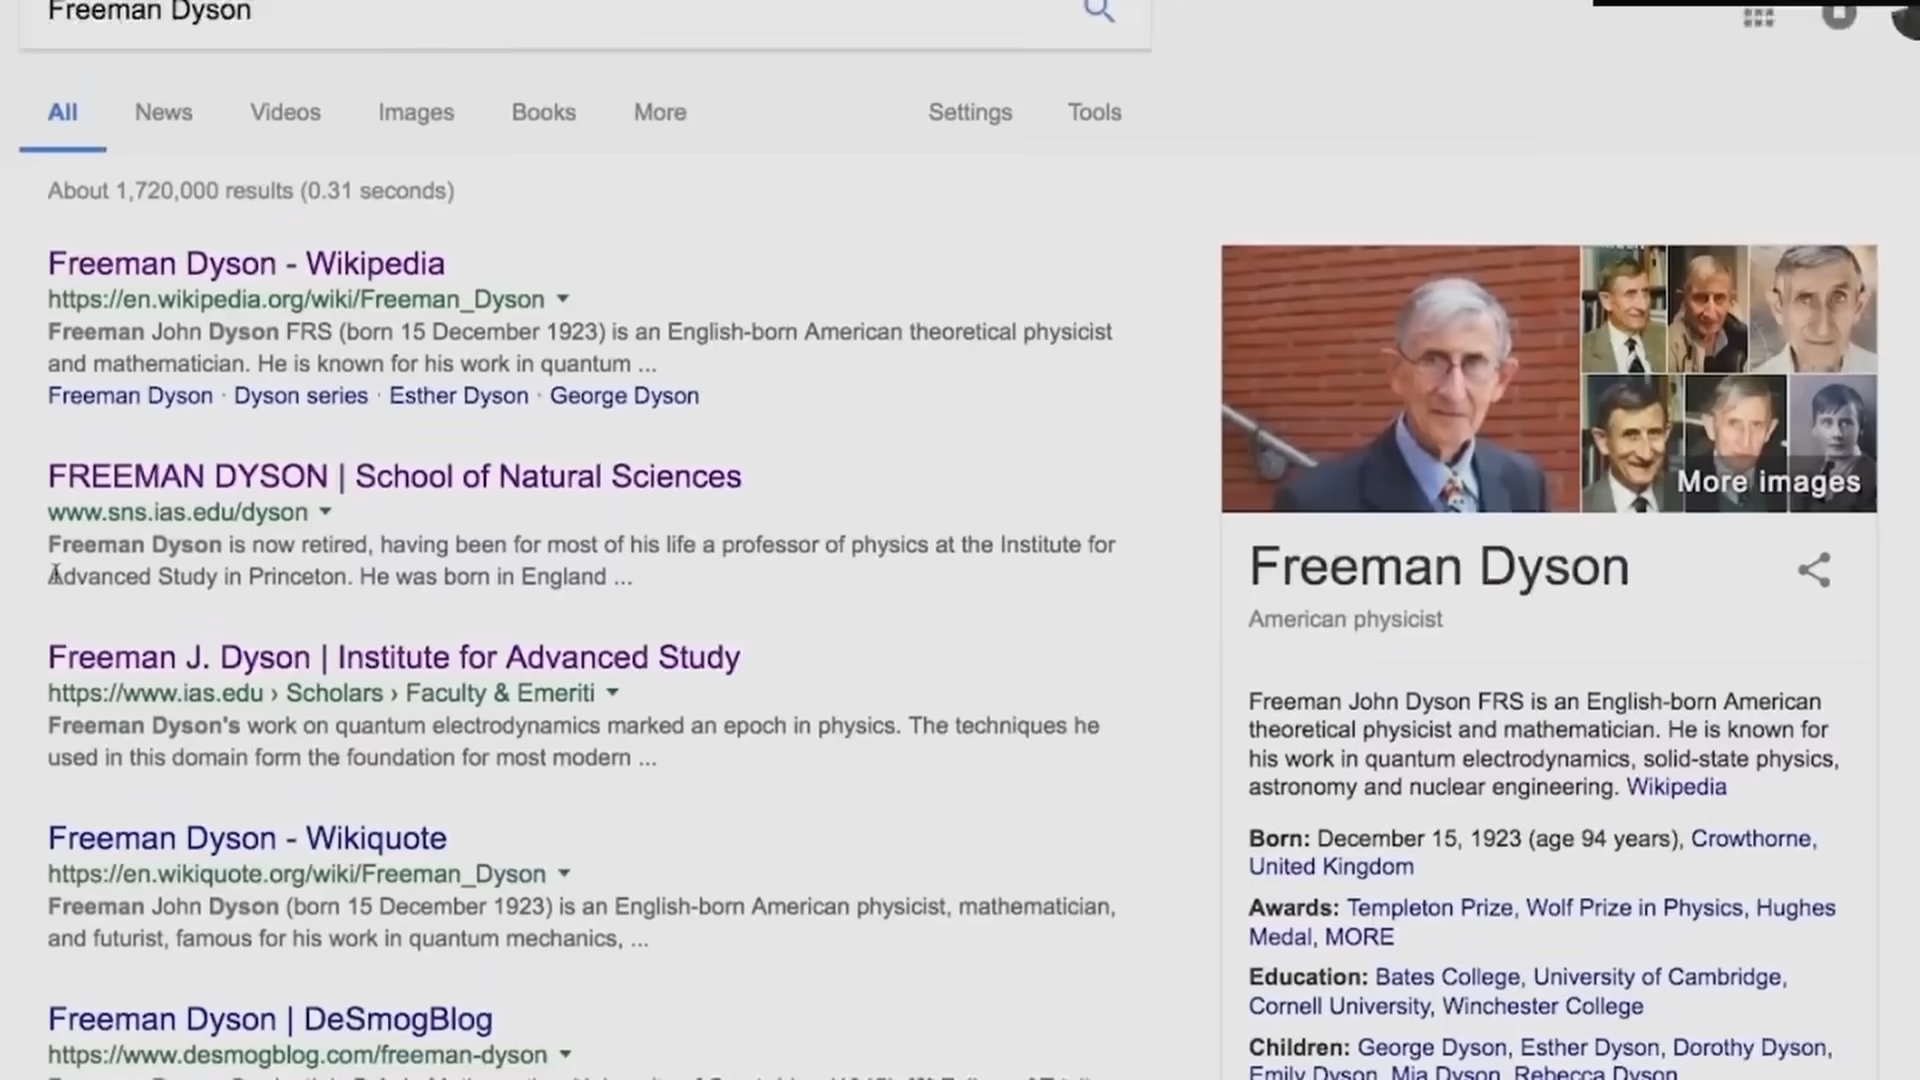 Freeman Dyson
All News Videos Images Books More Settings Tools
About 1,720,000 results (0.31 seconds)
Freeman Dyson - Wikipedia
https://en.wikipedia.org/wiki/Freeman_Dyson
Freeman John Dyson FRS (born 15 December 1923) is an English-born American theoretical physicist
and mathematician. He is known for his work in quantum ...
Freeman Dyson · Dyson series · Esther Dyson · George Dyson
FREEMAN DYSON | School of Natural Sciences
www.sns.ias.edu/dyson
Freeman Dyson is now retired, having been for most of his life a professor of physics at the Institute for
Advanced Study in Princeton. He was born in England ...
Freeman J. Dyson | Institute for Advanced Study
https://www.ias.edu › Scholars › Faculty & Emeriti
Freeman Dyson's work on quantum electrodynamics marked an epoch in physics. The techniques he
used in this domain form the foundation for most modern ...
Freeman Dyson - Wikiquote
https://en.wikiquote.org/wiki/Freeman_Dyson
Freeman John Dyson (born 15 December 1923) is an English-born American physicist, mathematician,
and futurist, famous for his work in quantum mechanics, ...
Freeman Dyson | DeSmogBlog
https://www.desmogblog.com/freeman-dyson
More images
Freeman Dyson
American physicist
Freeman John Dyson FRS is an English-born American
theoretical physicist and mathematician. He is known for
his work in quantum electrodynamics, solid-state physics,
astronomy and nuclear engineering. Wikipedia
Born: December 15, 1923 (age 94 years), Crowthorne,
United Kingdom
Awards: Templeton Prize, Wolf Prize in Physics, Hughes
Medal, MORE
Education: Bates College, University of Cambridge,
Cornell University, Winchester College
Children: George Dyson, Esther Dyson, Dorothy Dyson,
Emily Dyson, Mia Dyson, Rebecca Dyson